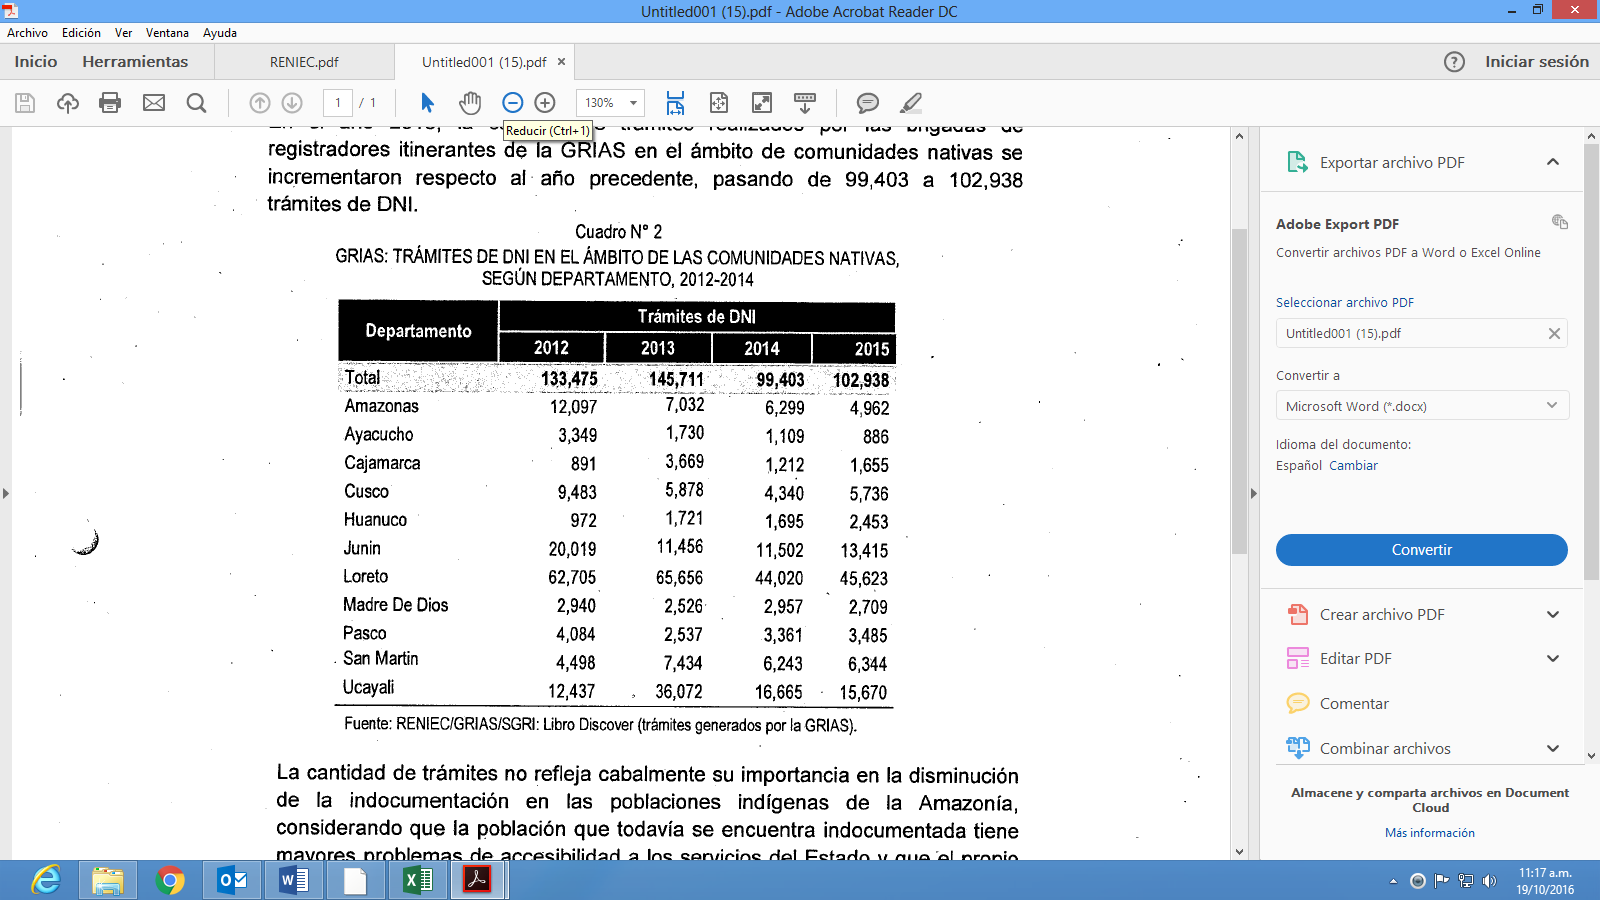 Untitled001 (15).pdf - Adobe Acrobat Reader DC
Archivo Edición Ver Ventana Ayuda
Inicio Herramientas RENIEC.pdf Untitled001 (15).pdf × Iniciar sesión
1 / 1 130%
Reducir (Ctrl+1)
registradores itinerantes de la GRIAS en el ámbito de comunidades nativas se
incrementaron respecto al año precedente, pasando de 99,403 a 102,938
trámites de DNI.
Cuadro N° 2
GRIAS: TRÁMITES DE DNI EN EL ÁMBITO DE LAS COMUNIDADES NATIVAS,
SEGÚN DEPARTAMENTO, 2012-2014
Departamento Trámites de DNI
2012 2013 2014 2015
Total 133,475 145,711 99,403 102,938
Amazonas 12,097 7,032 6,299 4,962
Ayacucho 3,349 1,730 1,109 886
Cajamarca 891 3,669 1,212 1,655
Cusco 9,483 5,878 4,340 5,736
Huanuco 972 1,721 1,695 2,453
Junin 20,019 11,456 11,502 13,415
Loreto 62,705 65,656 44,020 45,623
Madre De Dios 2,940 2,526 2,957 2,709
Pasco 4,084 2,537 3,361 3,485
San Martin 4,498 7,434 6,243 6,344
Ucayali 12,437 36,072 16,665 15,670
Fuente: RENIEC/GRIAS/SGRI: Libro Discover (trámites generados por la GRIAS).
La cantidad de trámites no refleja cabalmente su importancia en la disminución
de la indocumentación en las poblaciones indígenas de la Amazonía,
considerando que la población que todavía se encuentra indocumentada tiene
mayores problemas de accesibilidad a los servicios del Estado y que el propio
Exportar archivo PDF
Adobe Export PDF
Convertir archivos PDF a Word o Excel Online
Seleccionar archivo PDF
Untitled001 (15).pdf
Convertir a
Microsoft Word (*.docx)
Idioma del documento:
Español Cambiar
Convertir
Crear archivo PDF
Editar PDF
Comentar
Combinar archivos
Almacene y comparta archivos en Document
Cloud
Más información
11:17 a.m.
19/10/2016